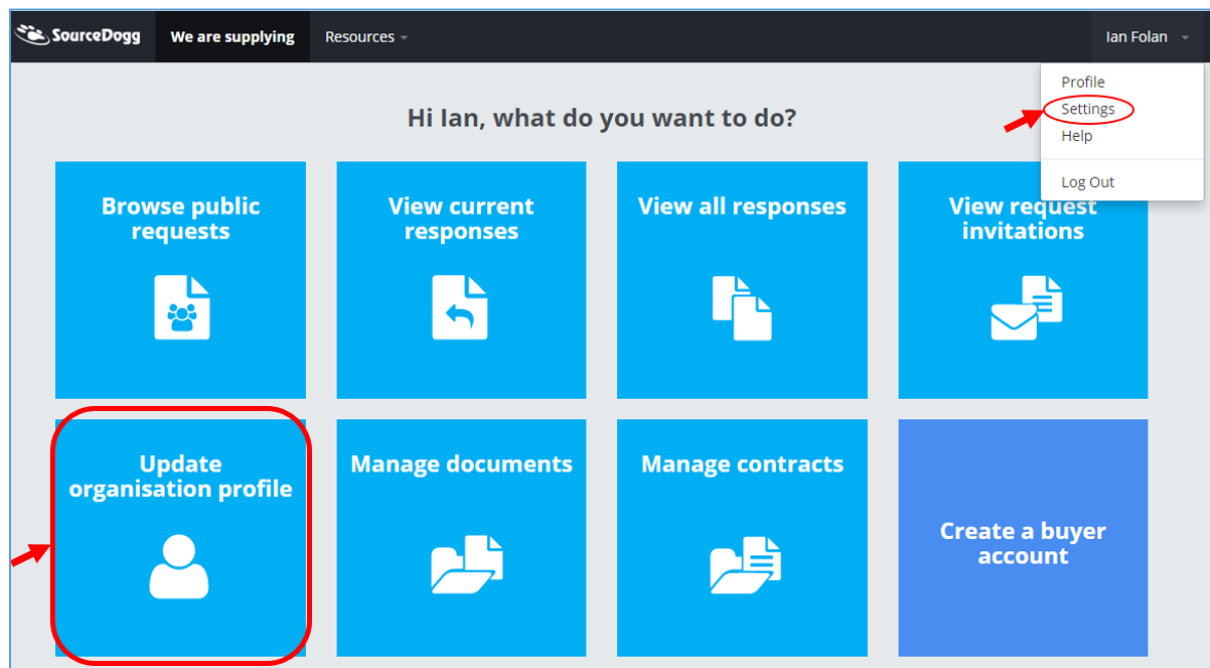 SourceDogg
We are supplying
Resources
Ian Folan
Profile
Settings
Help
Log Out
Hi Ian, what do you want to do?
Browse public
requests
View current
responses
View all responses
View request
invitations
Update
organisation profile
Manage documents
Manage contracts
Create a buyer
account